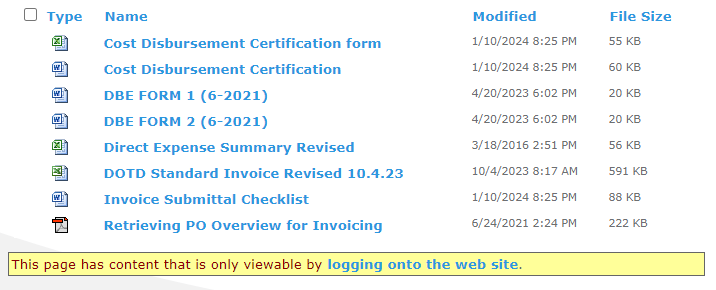 Type Name Modified File Size
Cost Disbursement Certification form 1/10/2024 8:25 PM 55 KB
Cost Disbursement Certification 1/10/2024 8:25 PM 60 KB
DBE FORM 1 (6-2021) 4/20/2023 6:02 PM 20 KB
DBE FORM 2 (6-2021) 4/20/2023 6:02 PM 20 KB
Direct Expense Summary Revised 3/18/2016 2:51 PM 56 KB
DOTD Standard Invoice Revised 10.4.23 10/4/2023 8:17 AM 591 KB
Invoice Submittal Checklist 1/10/2024 8:25 PM 88 KB
Retrieving PO Overview for Invoicing 6/24/2021 2:24 PM 222 KB
This page has content that is only viewable by logging onto the web site.